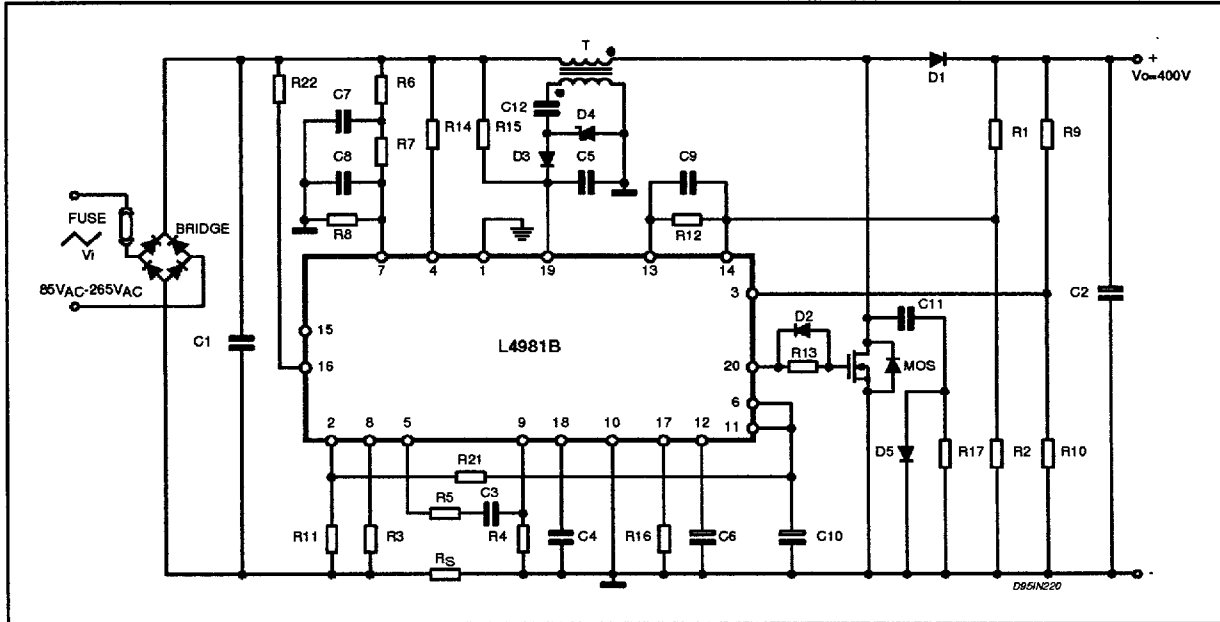 T
D1
+
Vo=400V
R22
R6
C7
C12
D4
R14
R15
R7
R1
R9
C8
D3
C5
C9
FUSE
Vi
BRIDGE
R8
R12
7
4
1
19
13
14
85VAC-265VAC
3
C2
C1
15
L4981B
16
D2
C11
20
R13
MOS
6
11
2
8
5
9
18
10
17
12
D5
R17
R2
R10
R21
R5
C3
R11
R3
R4
C4
R16
C6
C10
RS
-
D95IN220